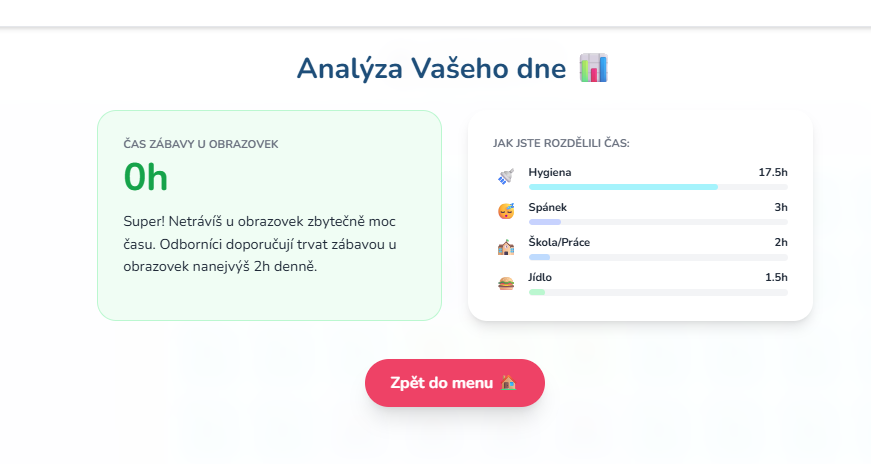 Analýza Vašeho dne
ČAS ZÁBAVY U OBRAZOVEK
0h
Super! Netrávíš u obrazovek zbytečně moc
času. Odborníci doporučují trvat zábavou u
obrazovek nanejvýš 2h denně.
JAK JSTE ROZDĚLILI ČAS:
Hygiena 17.5h
Spánek 3h
Škola/Práce 2h
Jídlo 1.5h
Zpět do menu